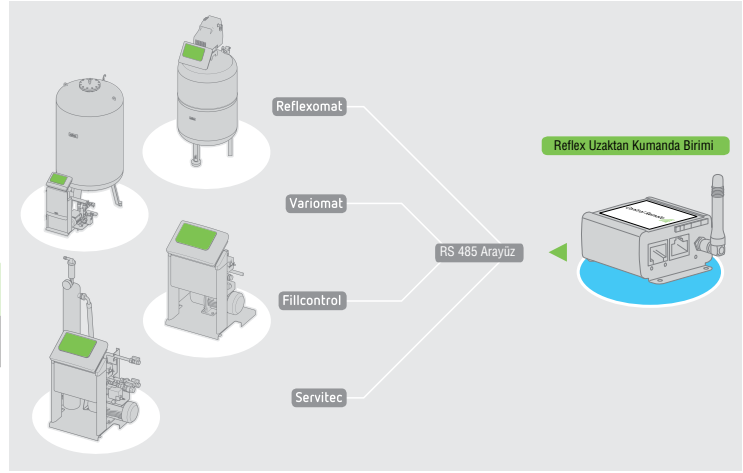 Reflexomat
Reflex Uzaktan Kumanda Birimi
Variomat
RS 485 Arayüz
Fillcontrol
Servitec